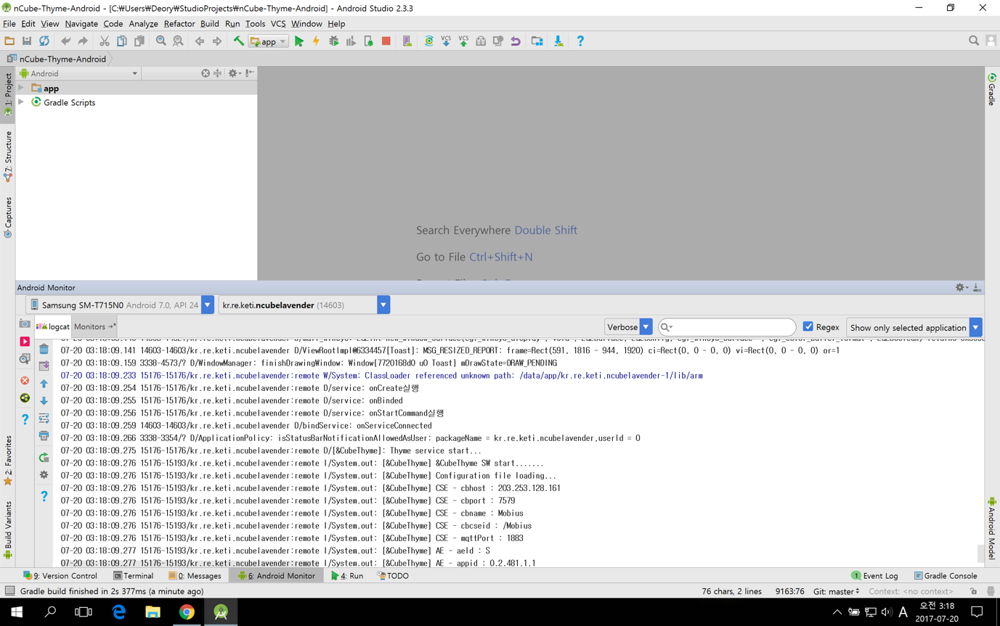 nCube-Thyme-Android - [C:₩Users₩Deory₩StudioProjects₩nCube-Thyme-Android] - Android Studio 2.3.3
File Edit View Navigate Code Analyze Refactor Build Run Tools VCS Window Help
app
VCS VCS
nCube-Thyme-Android
Android
app
Gradle Scripts
1: Project
7: Structure
Captures
2: Favorites
Build Variants
Gradle
Android Model
Search Everywhere Double Shift
Go to File Ctrl+Shift+N
Android Monitor
Samsung SM-T715N0 Android 7.0, API 24
kr.re.keti.ncubelavender (14603)
logcat
Monitors
Verbose
Regex
Show only selected application
07-20 03:18:09.141 14603-14603/kr.re.keti.ncubelavender D/ViewRootImpl@6334457[Toast]: MSG_RESIZED_REPORT: frame=Rect(591, 1816 - 944, 1920) ci=Rect(0, 0 - 0, 0) vi=Rect(0, 0 - 0, 0) or=1
07-20 03:18:09.159 3338-4573/? D/WindowManager: finishDrawingWindow: Window{7720168d0 u0 Toast} mDrawState=DRAW_PENDING
07-20 03:18:09.233 15176-15176/kr.re.keti.ncubelavender:remote W/System: ClassLoader referenced unknown path: /data/app/kr.re.keti.ncubelavender-1/lib/arm
07-20 03:18:09.254 15176-15176/kr.re.keti.ncubelavender:remote D/service: onCreate실행
07-20 03:18:09.255 15176-15176/kr.re.keti.ncubelavender:remote D/service: onBinded
07-20 03:18:09.256 15176-15176/kr.re.keti.ncubelavender:remote D/service: onStartCommand실행
07-20 03:18:09.259 14603-14603/kr.re.keti.ncubelavender D/bindService: onServiceConnected
07-20 03:18:09.266 3338-3354/? D/ApplicationPolicy: isStatusBarNotificationAllowedAsUser: packageName = kr.re.keti.ncubelavender,userId = 0
07-20 03:18:09.275 15176-15176/kr.re.keti.ncubelavender:remote D/[&CubeThyme]: Thyme service start...
07-20 03:18:09.276 15176-15193/kr.re.keti.ncubelavender:remote I/System.out: [&CubeThyme] &CubeThyme SW start.......
07-20 03:18:09.276 15176-15193/kr.re.keti.ncubelavender:remote I/System.out: [&CubeThyme] Configuration file loading...
07-20 03:18:09.276 15176-15193/kr.re.keti.ncubelavender:remote I/System.out: [&CubeThyme] CSE - cbhost : 203.253.128.161
07-20 03:18:09.276 15176-15193/kr.re.keti.ncubelavender:remote I/System.out: [&CubeThyme] CSE - cbport : 7579
07-20 03:18:09.276 15176-15193/kr.re.keti.ncubelavender:remote I/System.out: [&CubeThyme] CSE - cbname : Mobius
07-20 03:18:09.276 15176-15193/kr.re.keti.ncubelavender:remote I/System.out: [&CubeThyme] CSE - cbcseid : /Mobius
07-20 03:18:09.276 15176-15193/kr.re.keti.ncubelavender:remote I/System.out: [&CubeThyme] CSE - mqttPort : 1883
07-20 03:18:09.277 15176-15193/kr.re.keti.ncubelavender:remote I/System.out: [&CubeThyme] AE - aeId : S
07-20 03:18:09.277 15176-15193/kr.re.keti.ncubelavender:remote I/System.out: [&CubeThyme] AE - appid : 0.2.481.1.1
9: Version Control Terminal 0: Messages 6: Android Monitor 4: Run TODO 1 Event Log Gradle Console
Gradle build finished in 2s 377ms (a minute ago) 76 chars, 2 lines 9163:76 Git: master Context: <no context>
A
오전 3:18
2017-07-20